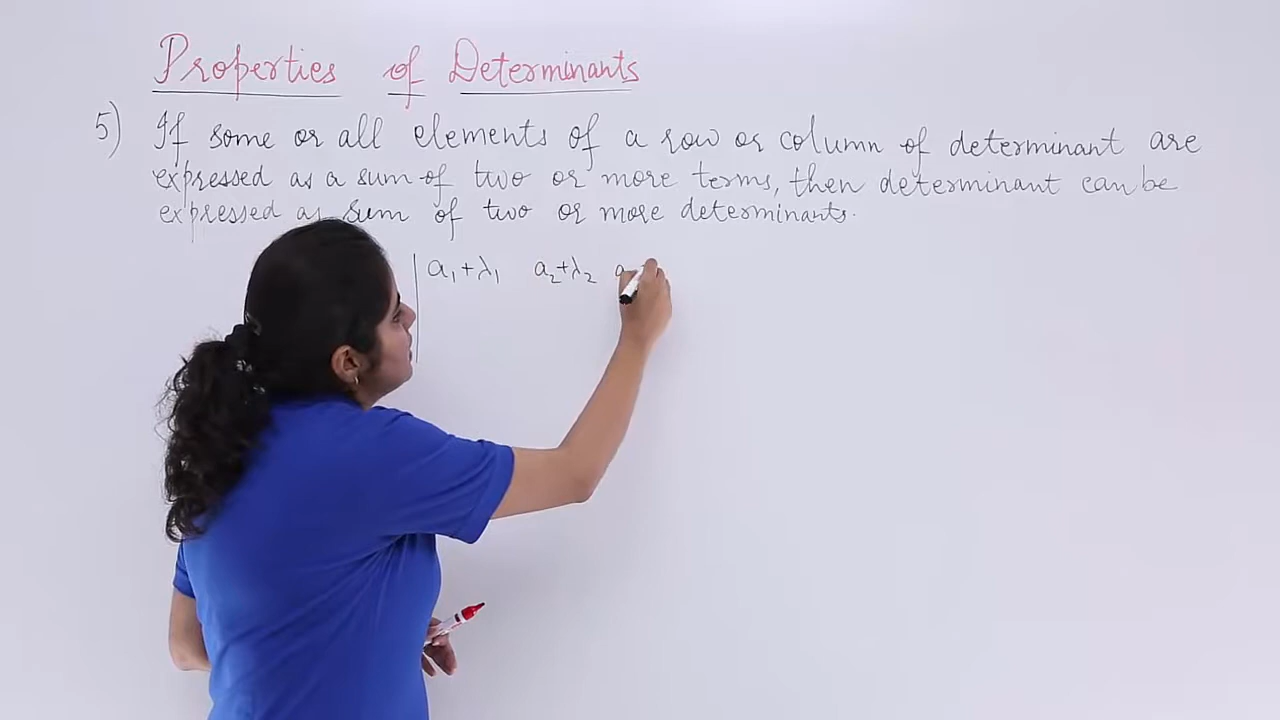 Properties of Determinants
5) If some or all elements of a row or column of determinant are
expressed as a sum of two or more terms, then determinant can be
expressed as sum of two or more determinants.
a₁+λ₁ a₂+λ₂ a